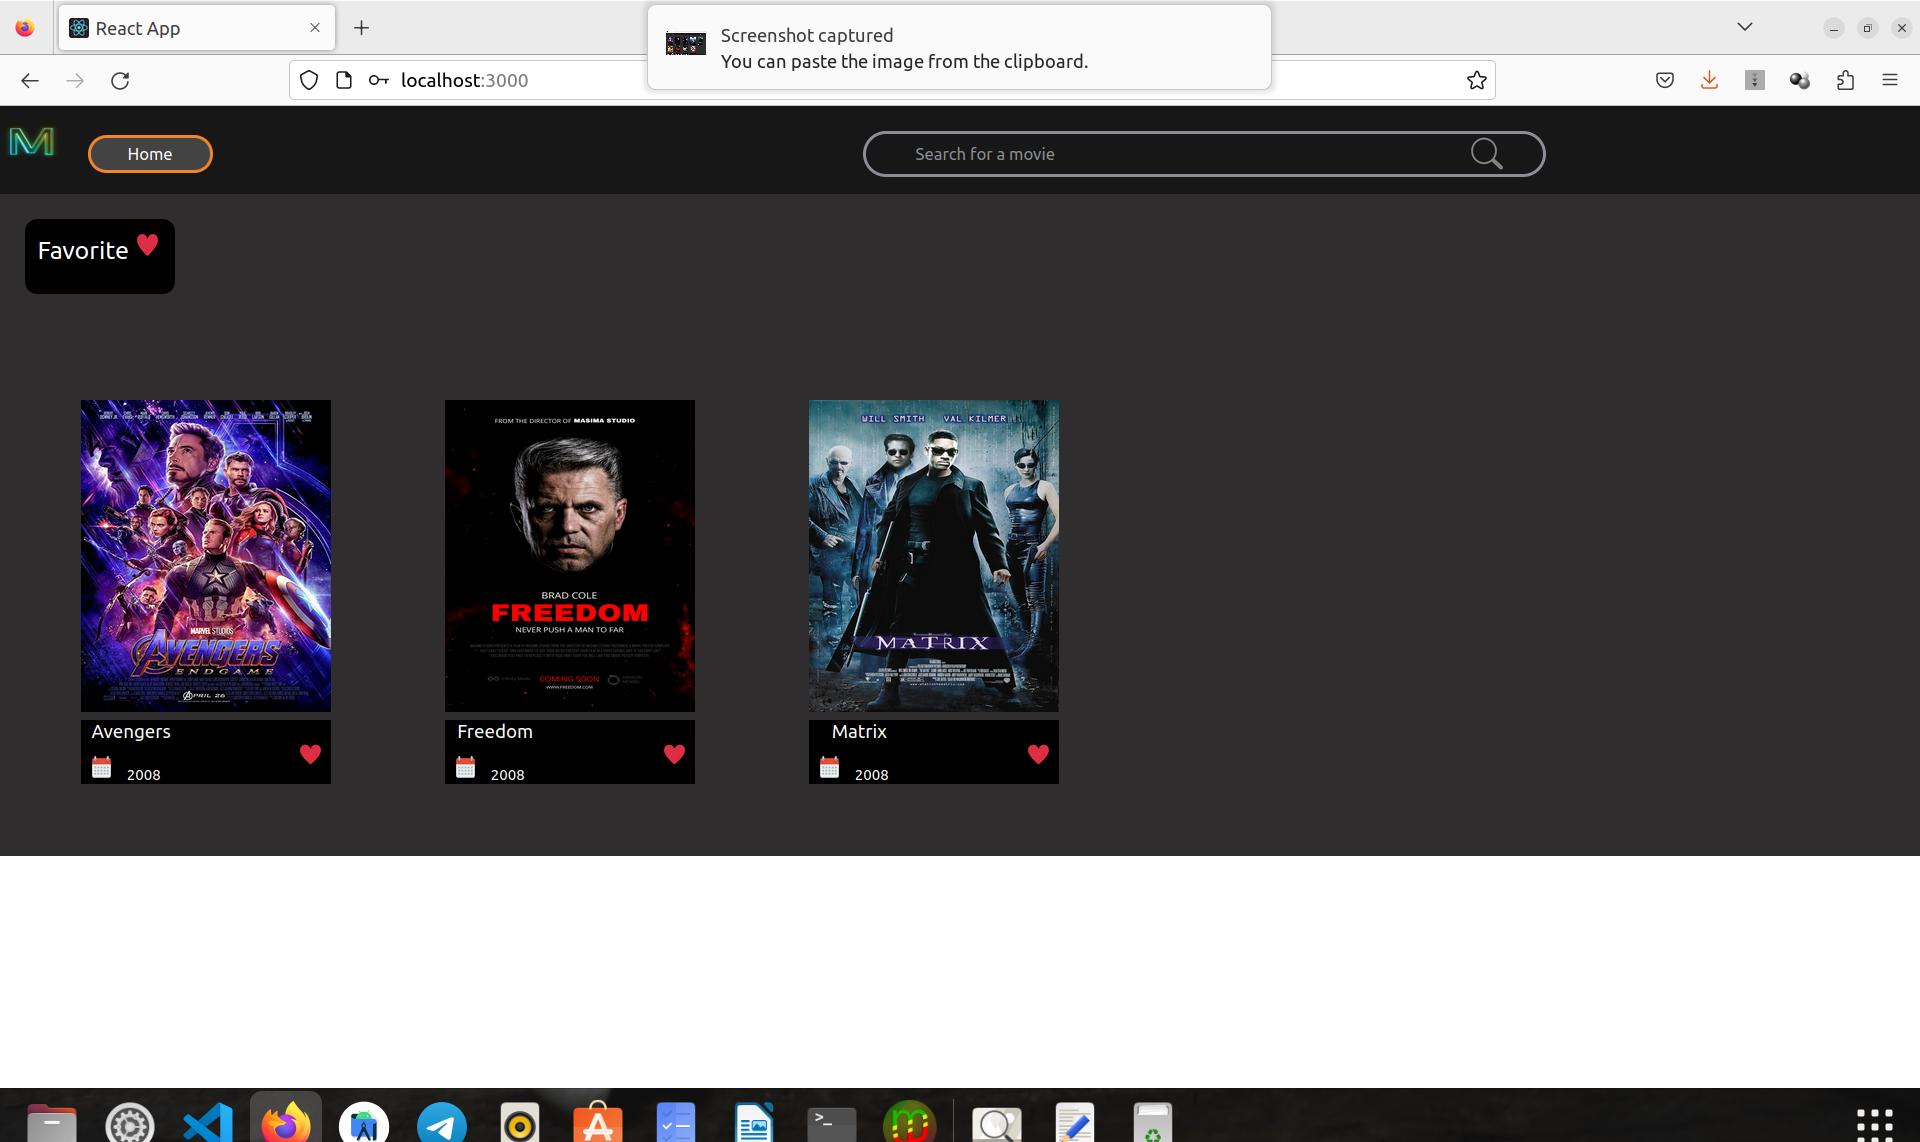 React App
Screenshot captured
You can paste the image from the clipboard.
localhost:3000
M
Home
Search for a movie
Favorite
MARVEL STUDIOS
AVENGERS
ENDGAME
APRIL 26
Avengers
2008
FROM THE DIRECTOR OF MASIMA STUDIO
BRAD COLE
FREEDOM
NEVER PUSH A MAN TO FAR
COMING SOON
WWW.FREEDOM.COM
Freedom
2008
WILL SMITH VAL KILMER
THE
MATRIX
Matrix
2008